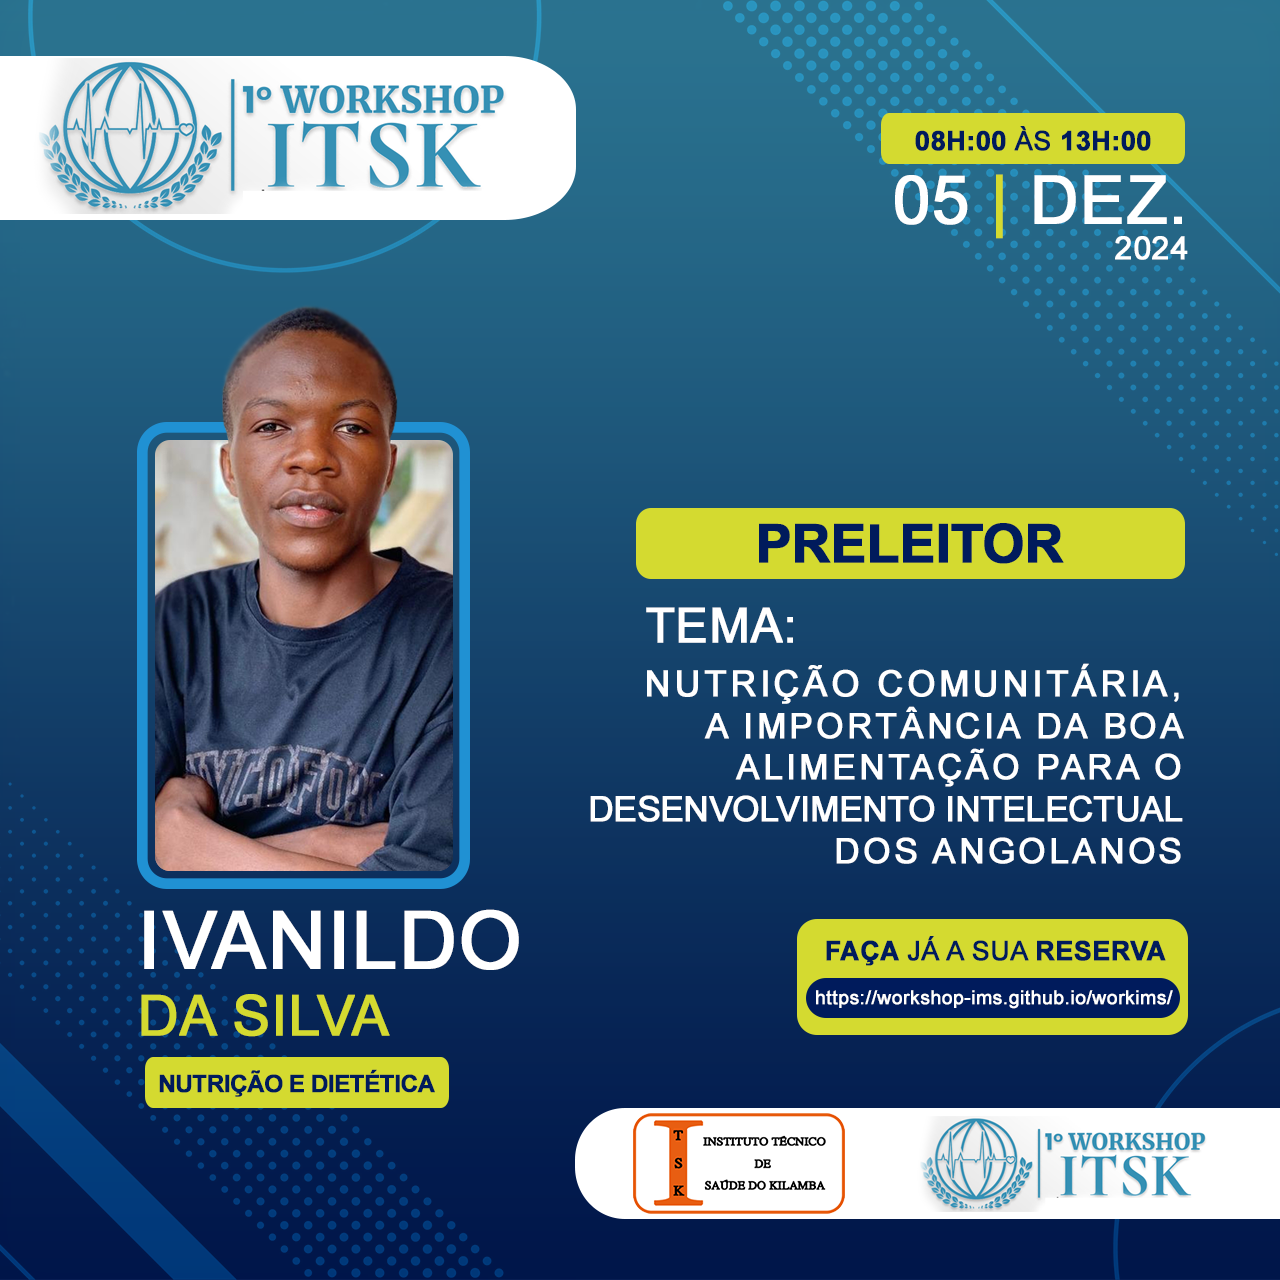 1º WORKSHOP
ITSK
08H:00 ÀS 13H:00
05 | DEZ.
2024
PRELEITOR
TEMA:
NUTRIÇÃO COMUNITÁRIA,
A IMPORTÂNCIA DA BOA
ALIMENTAÇÃO PARA O
DESENVOLVIMENTO INTELECTUAL
DOS ANGOLANOS
IVANILDO
DA SILVA
NUTRIÇÃO E DIETÉTICA
FAÇA JÁ A SUA RESERVA
https://workshop-ims.github.io/workims/
I
T
S
K
INSTITUTO TÉCNICO
DE
SAÚDE DO KILAMBA
1º WORKSHOP
ITSK